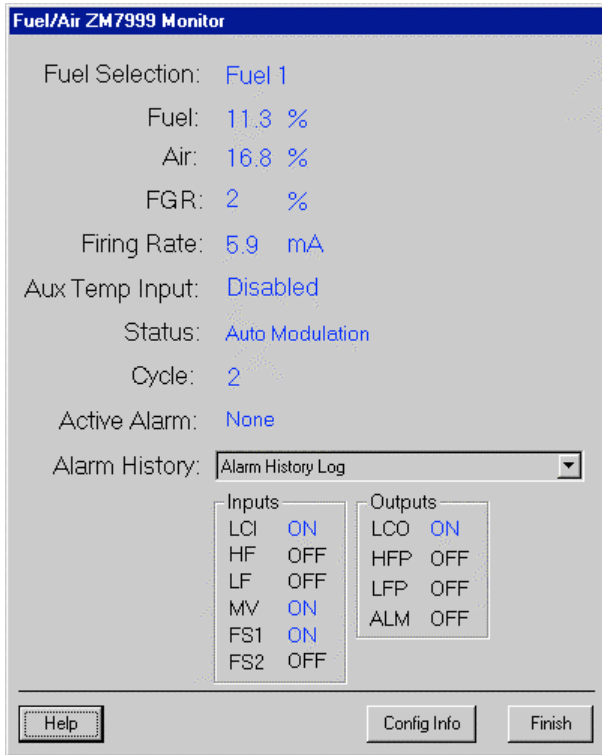 Fuel/Air ZM7999 Monitor
Fuel Selection: Fuel 1
Fuel: 11.3 %
Air: 16.8 %
FGR: 2 %
Firing Rate: 5.9 mA
Aux Temp Input: Disabled
Status: Auto Modulation
Cycle: 2
Active Alarm: None
Alarm History: Alarm History Log
Inputs
LCI ON
HF OFF
LF OFF
MV ON
FS1 ON
FS2 OFF
Outputs
LCO ON
HFP OFF
LFP OFF
ALM OFF
Help
Config Info
Finish